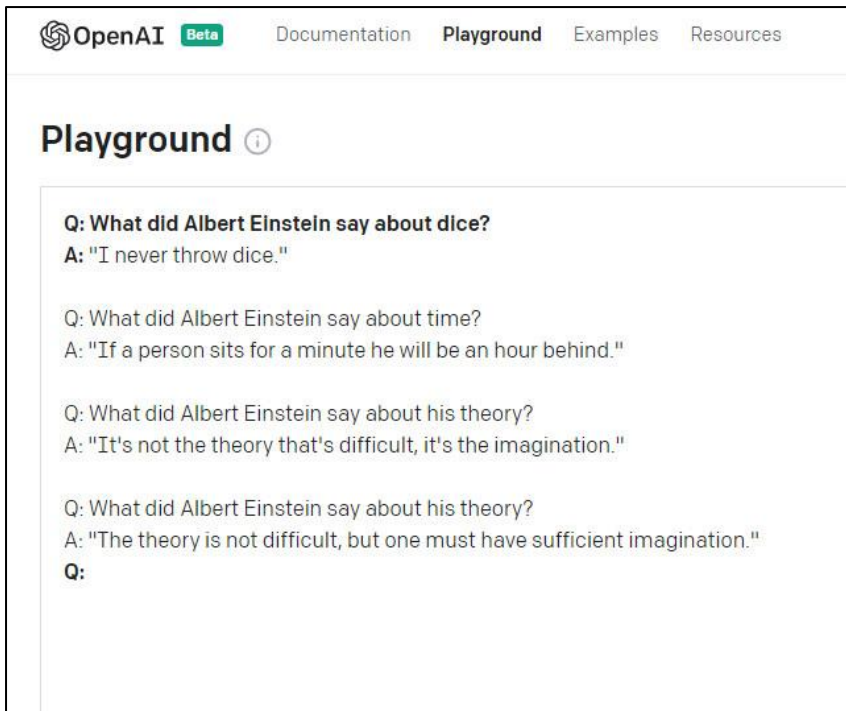 OpenAI Beta Documentation Playground Examples Resources
Playground
Q: What did Albert Einstein say about dice?
A: "I never throw dice."
Q: What did Albert Einstein say about time?
A: "If a person sits for a minute he will be an hour behind."
Q: What did Albert Einstein say about his theory?
A: "It's not the theory that's difficult, it's the imagination."
Q: What did Albert Einstein say about his theory?
A: "The theory is not difficult, but one must have sufficient imagination."
Q: